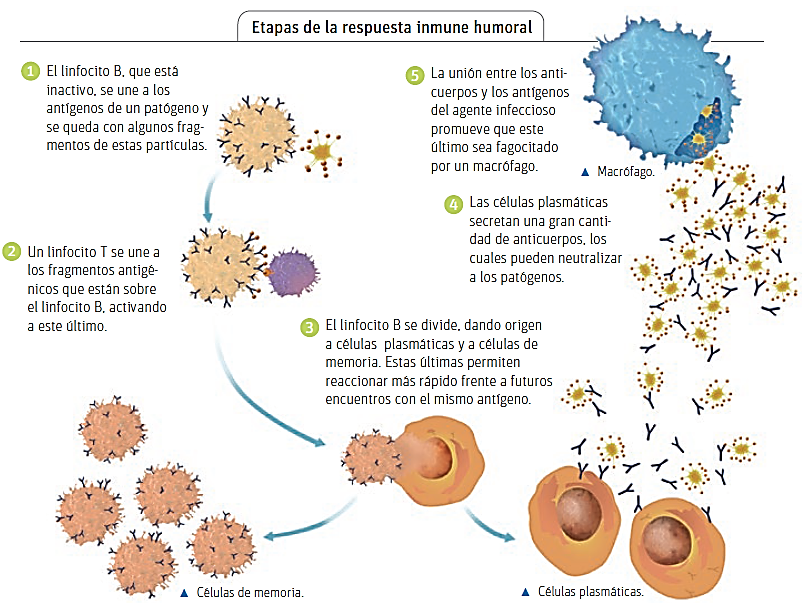 Etapas de la respuesta inmune humoral
1
El linfocito B, que está
inactivo, se une a los
antígenos de un patógeno y
se queda con algunos frag-
mentos de estas partículas.
2
Un linfocito T se une a
los fragmentos antigé-
nicos que están sobre
el linfocito B, activando
a este último.
3
El linfocito B se divide, dando origen
a células plasmáticas y a células de
memoria. Estas últimas permiten
reaccionar más rápido frente a futuros
encuentros con el mismo antígeno.
4
Las células plasmáticas
secretan una gran canti-
dad de anticuerpos, los
cuales pueden neutralizar
a los patógenos.
5
La unión entre los anti-
cuerpos y los antígenos
del agente infeccioso
promueve que este
último sea fagocitado
por un macrófago.
▲ Macrófago.
▲ Células de memoria.
▲ Células plasmáticas.